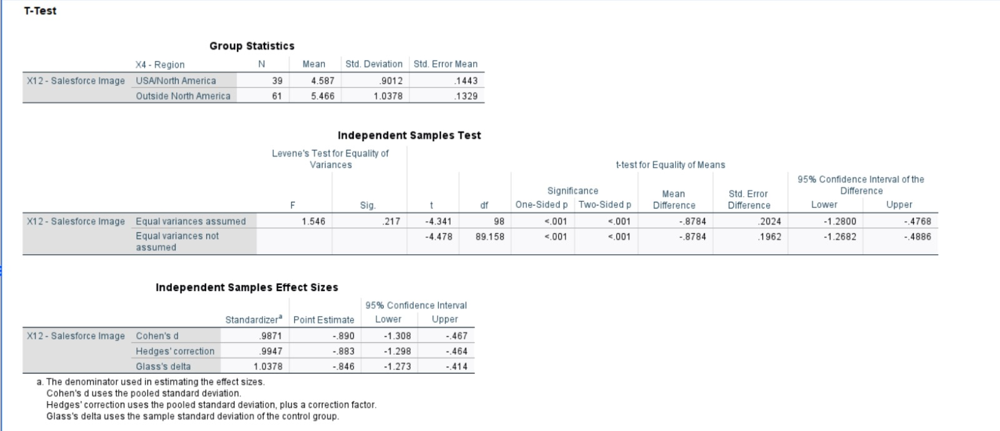 T-Test
Group Statistics
X4 - Region N Mean Std. Deviation Std. Error Mean
X12 - Salesforce Image USA/North America 39 4.587 .9012 .1443
Outside North America 61 5.466 1.0378 .1329
Independent Samples Test
Levene's Test for Equality of
Variances
t-test for Equality of Means
95% Confidence Interval of the
Difference
Significance
Mean
Difference
Std. Error
Difference
F Sig. t df One-Sided p Two-Sided p Lower Upper
X12 - Salesforce Image Equal variances assumed 1.546 .217 -4.341 98 <.001 <.001 -.8784 .2024 -1.2800 -.4768
Equal variances not
assumed
-4.478 89.158 <.001 <.001 -.8784 .1962 -1.2682 -.4886
Independent Samples Effect Sizes
95% Confidence Interval
Standardizera Point Estimate Lower Upper
X12 - Salesforce Image Cohen's d .9871 -.890 -1.308 -.467
Hedges' correction .9947 -.883 -1.298 -.464
Glass's delta 1.0378 -.846 -1.273 -.414
a. The denominator used in estimating the effect sizes.
Cohen's d uses the pooled standard deviation.
Hedges' correction uses the pooled standard deviation, plus a correction factor.
Glass's delta uses the sample standard deviation of the control group.